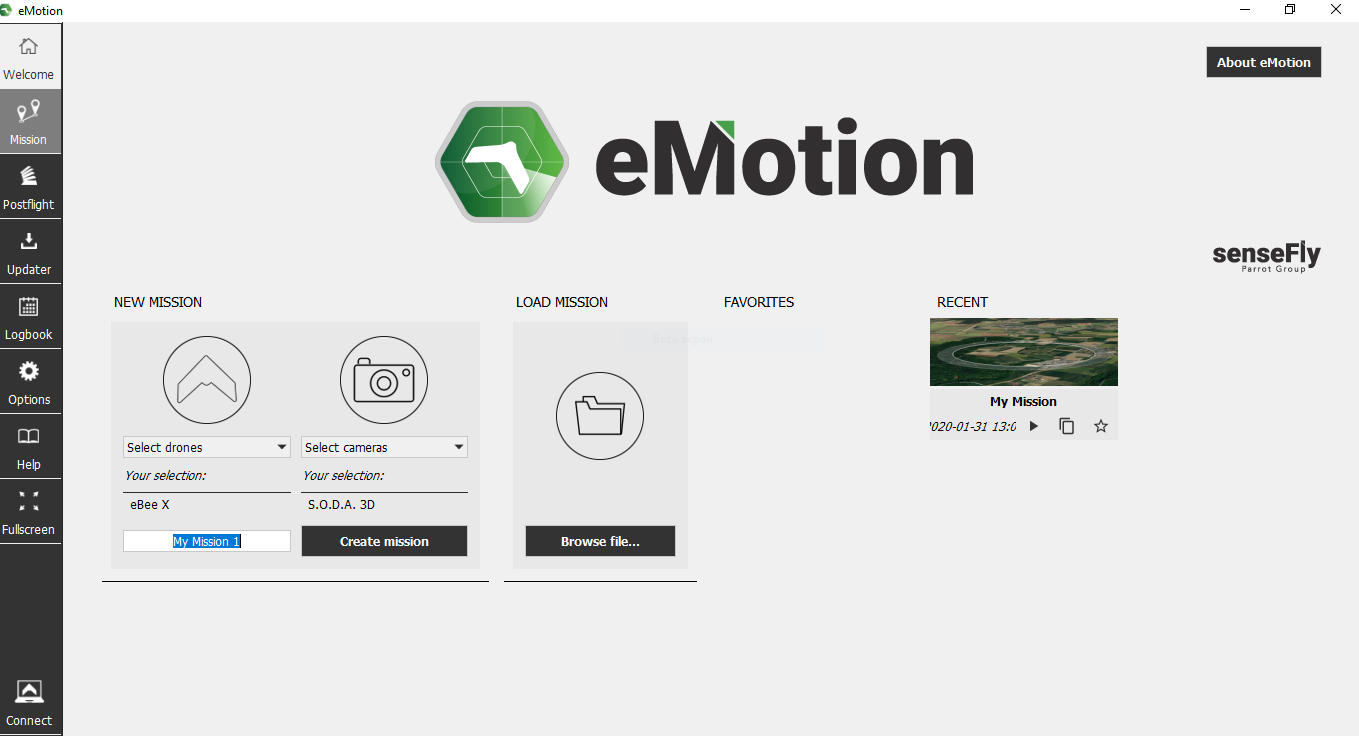 eMotion
Welcome
Mission
Postflight
Updater
Logbook
Options
Help
Fullscreen
Connect
About eMotion
eMotion
senseFly
Parrot Group
NEW MISSION
Select drones
Select cameras
Your selection:
Your selection:
eBee X
S.O.D.A. 3D
My Mission 1
Create mission
LOAD MISSION
Browse file...
FAVORITES
RECENT
My Mission
2020-01-31 13:0